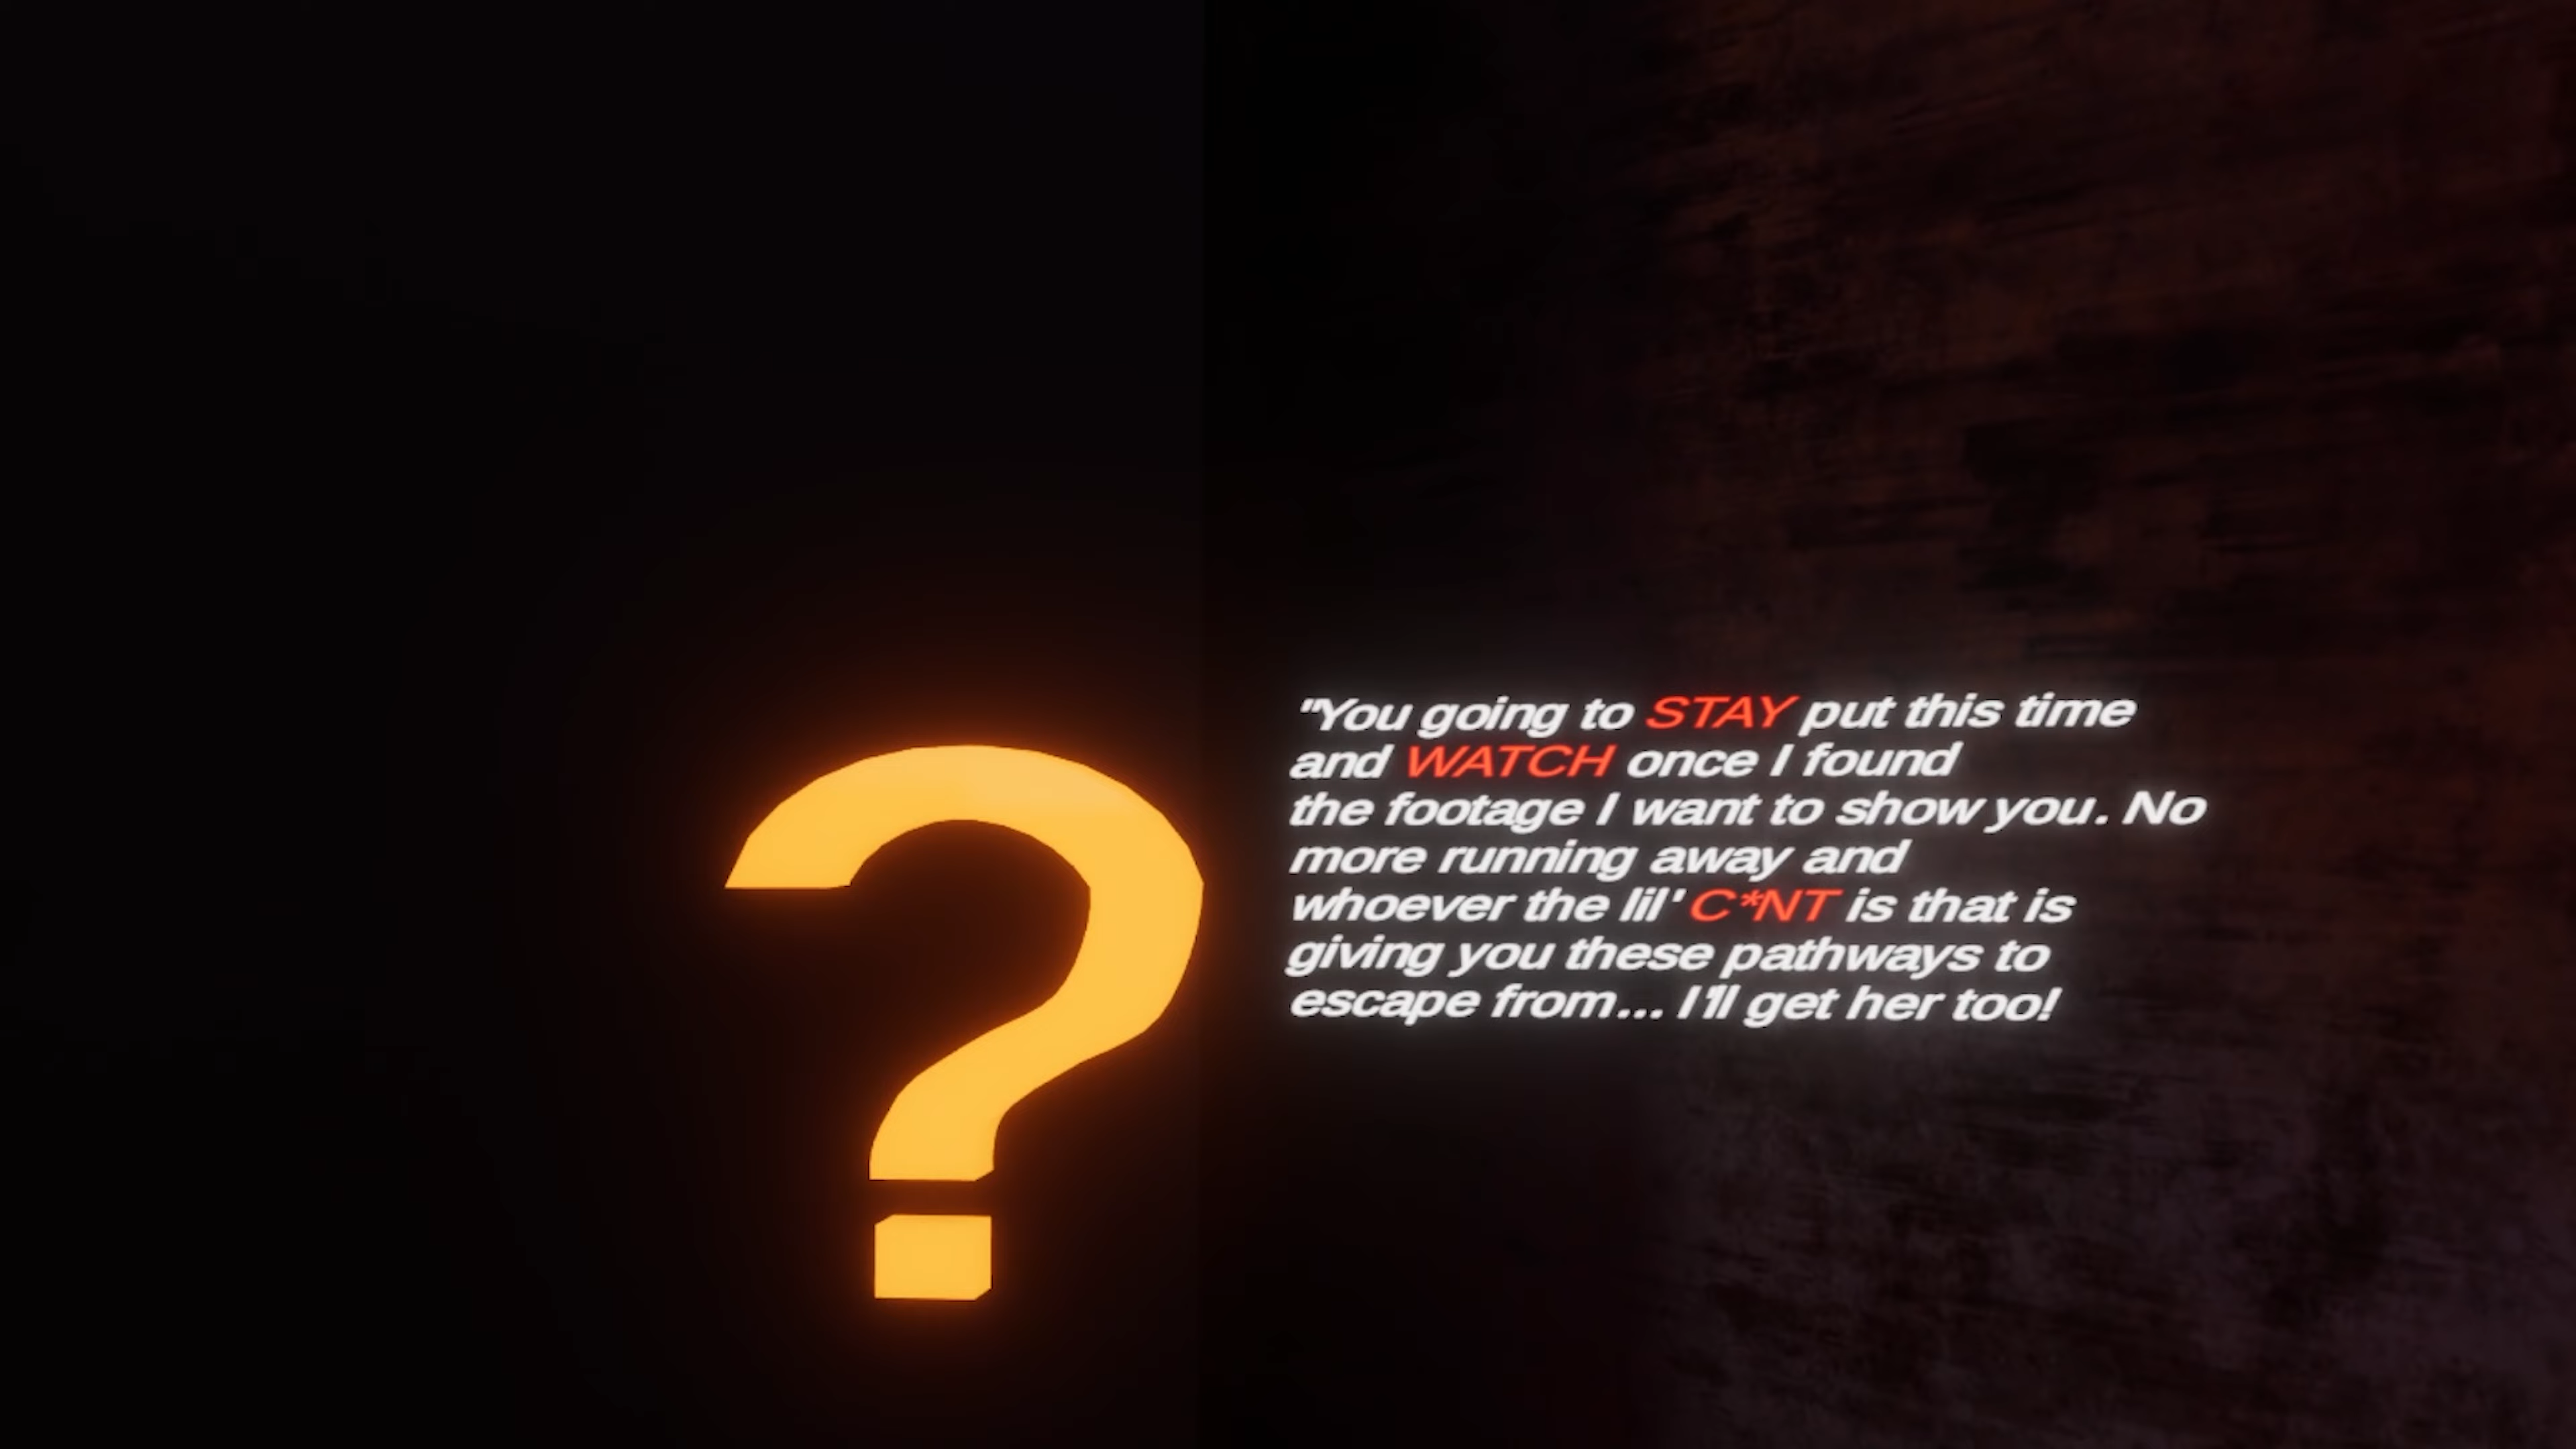 ?
"You going to STAY put this time
and WATCH once I found
the footage I want to show you. No
more running away and
whoever the lil' C*NT is that is
giving you these pathways to
escape from... I'll get her too!